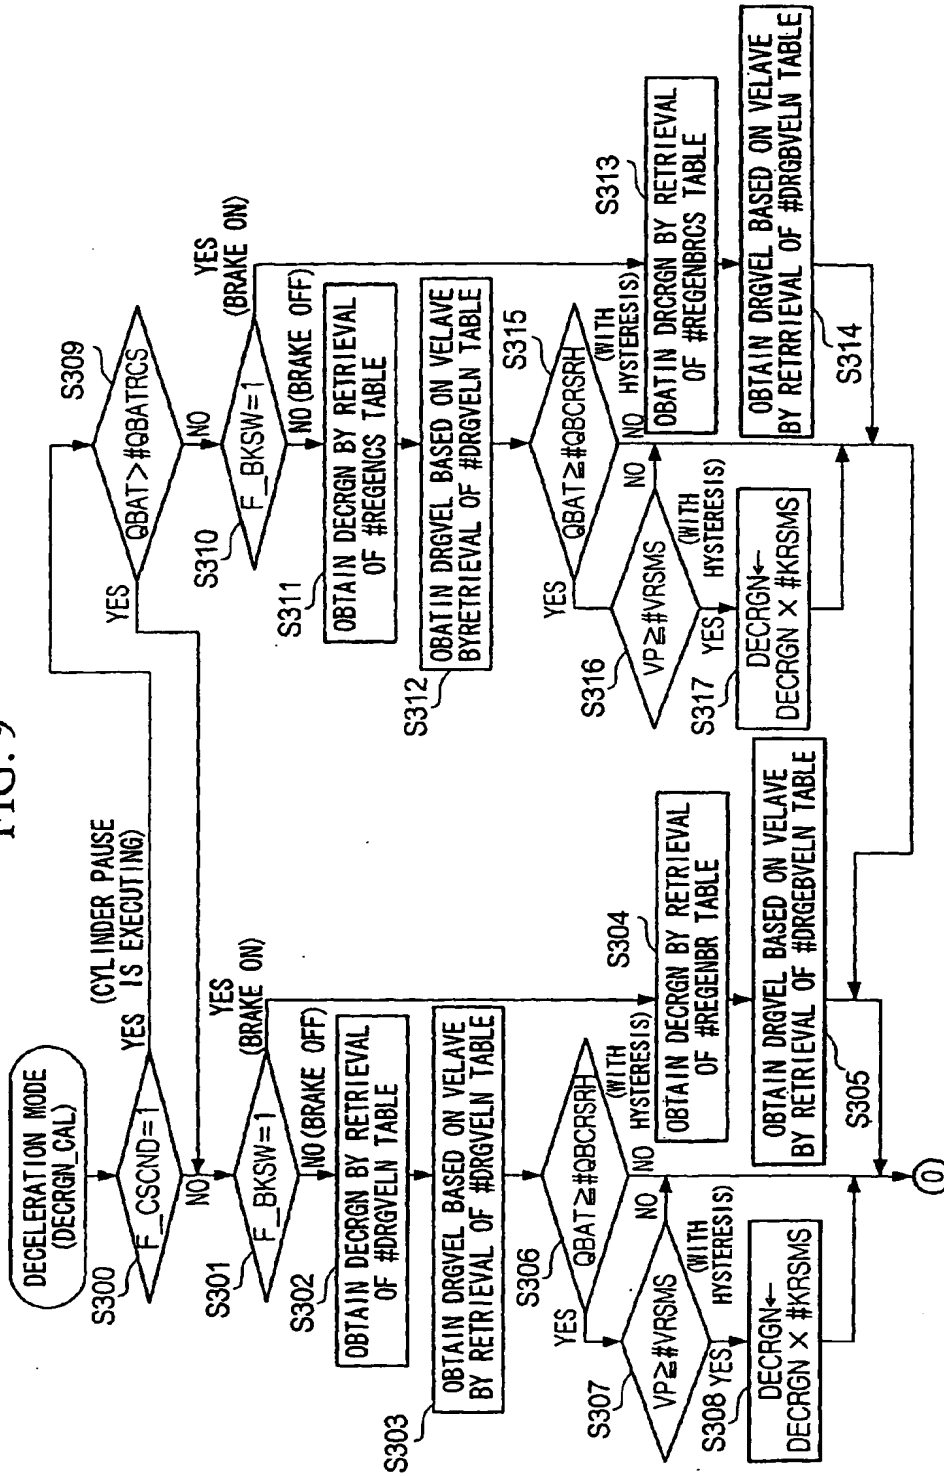 FIG. 9
DECELERATION MODE
(DECRGN_CAL)
S300
F_CSCND=1
YES
(CYLINDER PAUSE
IS EXECUTING)
NO
S301
F_BKSW=1
YES
(BRAKE ON)
NO(BRAKE OFF)
S302
OBTAIN DECRGN BY RETRIEVAL
OF #DRGVELN TABLE
S303
OBTAIN DRGVEL BASED ON VELAVE
BY RETRIEVAL OF #DRGVELN TABLE
S306
QBAT≧#QBCRSRH
YES
NO
(WITH
HYSTERESIS)
S307
VP≧#VRSMS
NO
(WITH
HYSTERESIS)
S308
YES
DECRGN←
DECRGN × #KRSMS
S304
OBTAIN DECRGN BY RETRIEVAL
OF #REGENBR TABLE
OBTAIN DRGVEL BASED ON VELAVE
BY RETRIEVAL OF #DRGEBVELN TABLE
S305
(0)
S309
QBAT>#QBATRCS
YES
NO
S310
F_BKSW=1
YES
(BRAKE ON)
NO(BRAKE OFF)
S311
OBTAIN DECRGN BY RETRIEVAL
OF #REGENCS TABLE
S312
OBATIN DRGVEL BASED ON VELAVE
BYRETRIEVAL OF #DRGVELN TABLE
S315
QBAT≧#QBCRSRH
YES
NO
(WITH
HYSTERESIS)
S316
VP≧#VRSMS
NO
(WITH
HYSTERESIS)
S317
YES
DECRGN←
DECRGN × #KRSMS
S313
OBATIN DCRGN BY RETRIEVAL
OF #REGENBRCS TABLE
OBTAIN DRGVEL BASED ON VELAVE
BY RETRRIEVAL OF #DRGBVELN TABLE
S314